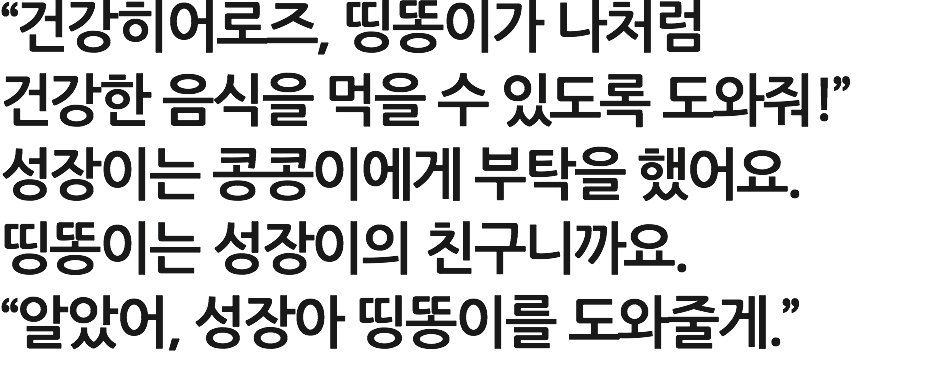 “건강히어로즈, 띵똥이가 나처럼
건강한 음식을 먹을 수 있도록 도와줘!”
성장이는 콩콩이에게 부탁을 했어요.
띵똥이는 성장이의 친구니까요.
“알았어, 성장아 띵똥이를 도와줄게.”